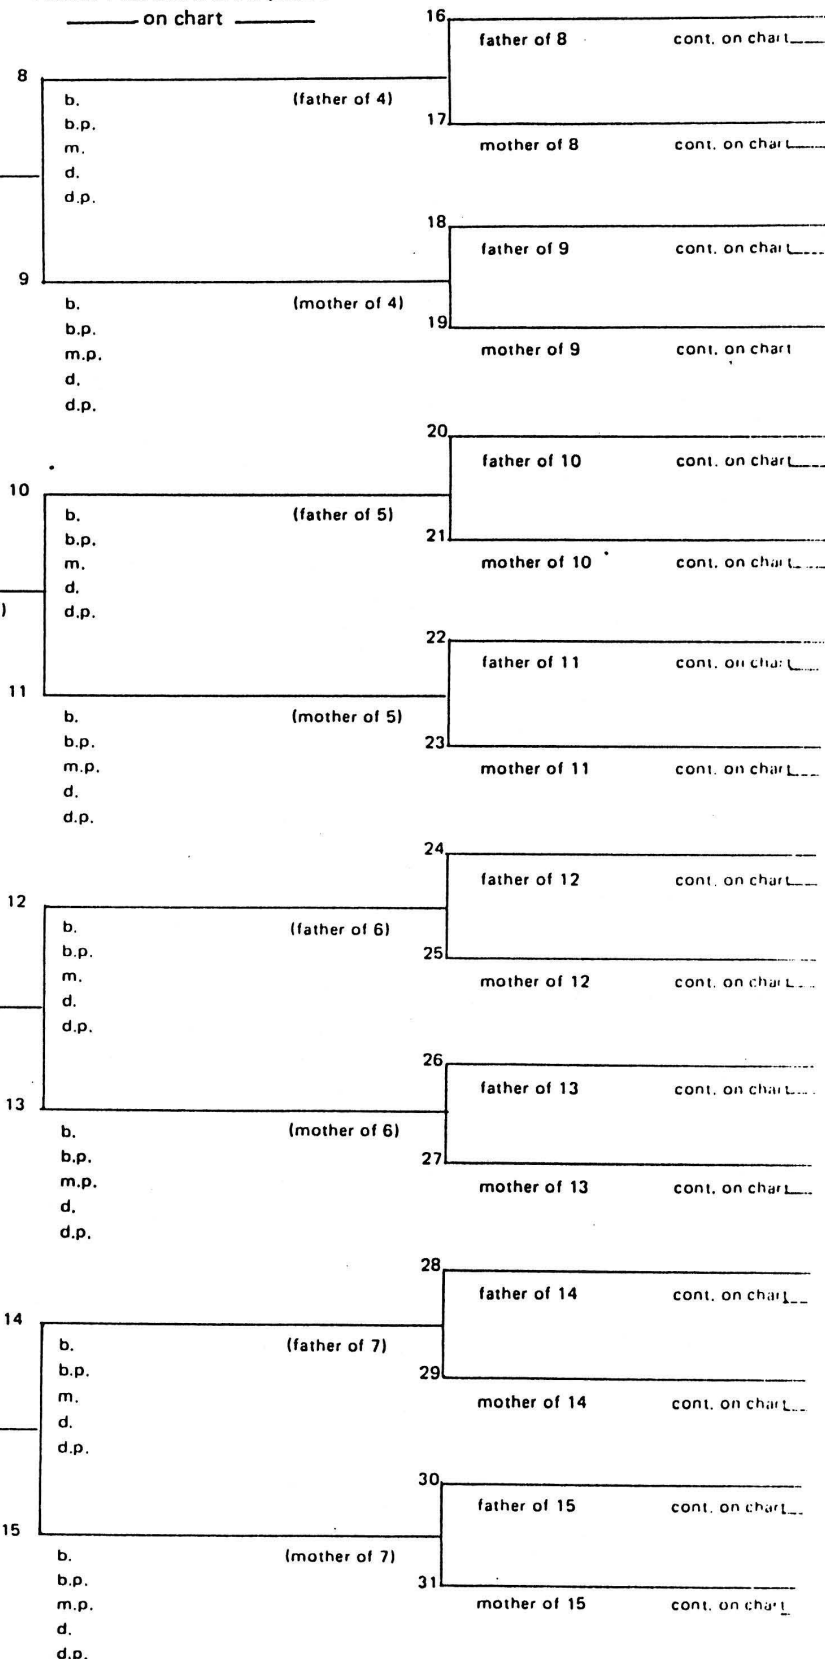 on chart
16
father of 8 cont. on chart
8
b. (father of 4)
b.p.
17
m.
mother of 8 cont. on chart
d.
d.p.
18
father of 9 cont. on chart
9
b. (mother of 4)
b.p.
19
m.p.
mother of 9 cont. on chart
d.
d.p.
20
father of 10 cont. on chart
10
b. (father of 5)
b.p.
21
m.
mother of 10 cont. on chart
d.
) d.p.
22
father of 11 cont. on chart
11
b. (mother of 5)
b.p.
23
m.p.
mother of 11 cont. on chart
d.
d.p.
24
father of 12 cont. on chart
12
b. (father of 6)
b.p.
25
m.
mother of 12 cont. on chart
d.
d.p.
26
father of 13 cont. on chart
13
b. (mother of 6)
b.p.
27
m.p.
mother of 13 cont. on chart
d.
d.p.
28
father of 14 cont. on chart
14
b. (father of 7)
b.p.
29
m.
mother of 14 cont. on chart
d.
d.p.
30
father of 15 cont. on chart
15
b. (mother of 7)
b.p.
31
m.p.
mother of 15 cont. on chart
d.
d.p.